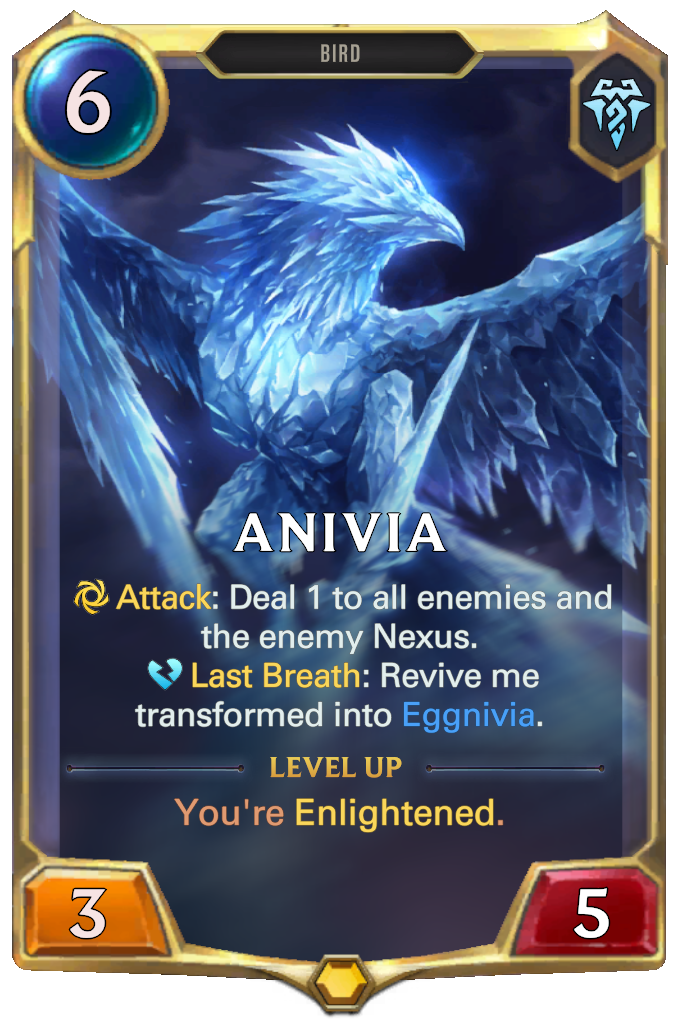 BIRD
6
ANIVIA
Attack: Deal 1 to all enemies and
the enemy Nexus.
Last Breath: Revive me
transformed into Eggnivia.
LEVEL UP
You're Enlightened.
3
5